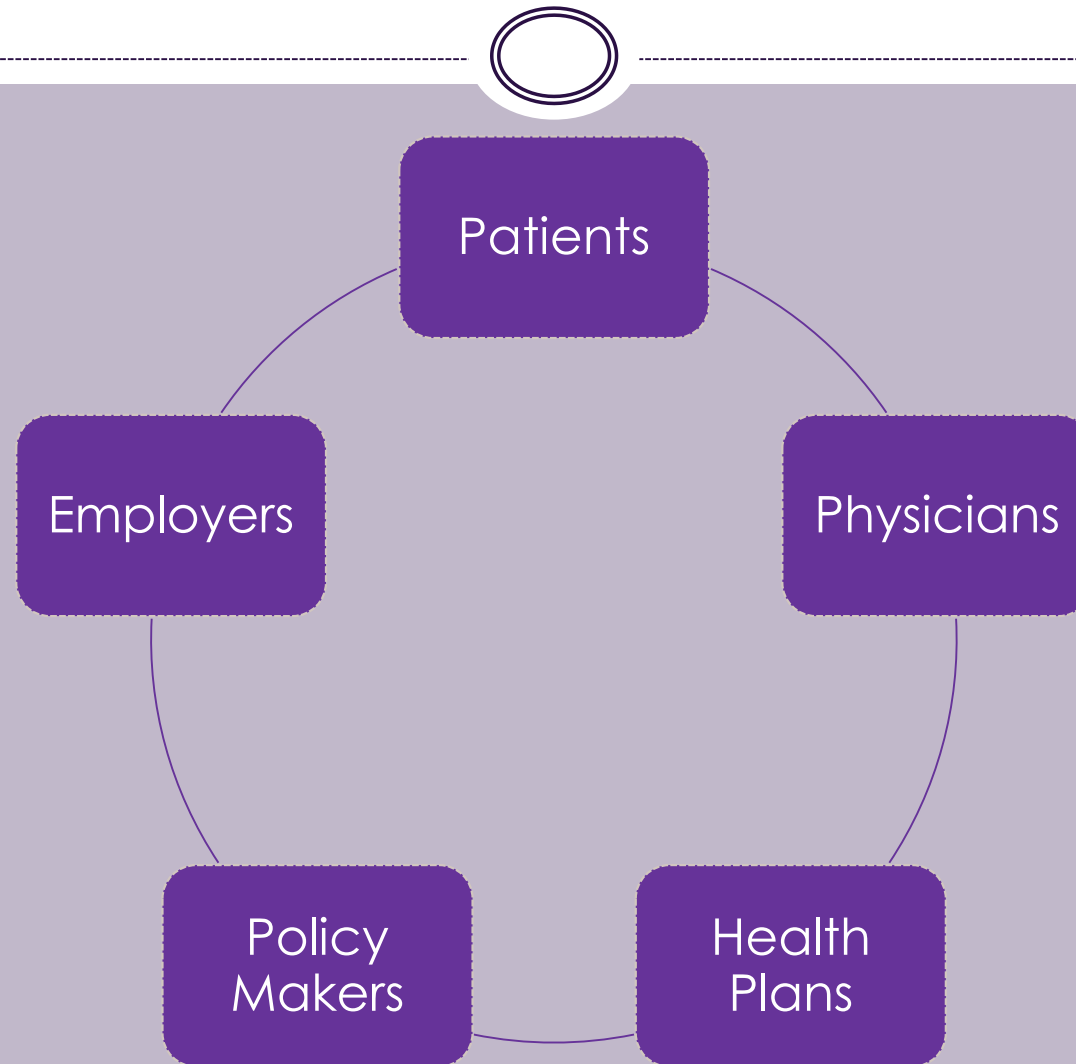 Patients
Employers
Physicians
Policy
Makers
Health
Plans